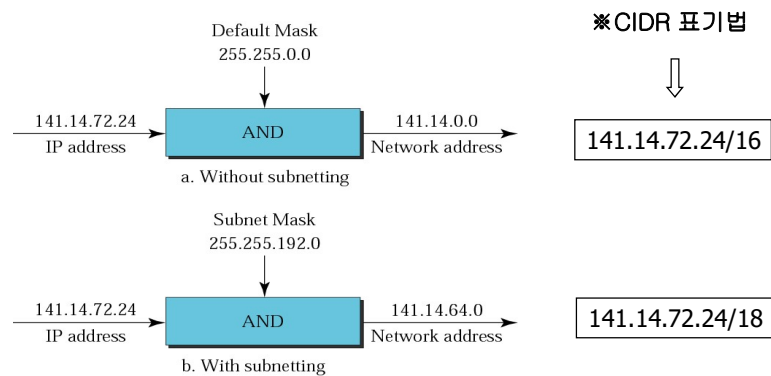 Default Mask
255.255.0.0
141.14.72.24
IP address
AND
141.14.0.0
Network address
a. Without subnetting
※CIDR 표기법
141.14.72.24/16
Subnet Mask
255.255.192.0
141.14.72.24
IP address
AND
141.14.64.0
Network address
b. With subnetting
141.14.72.24/18